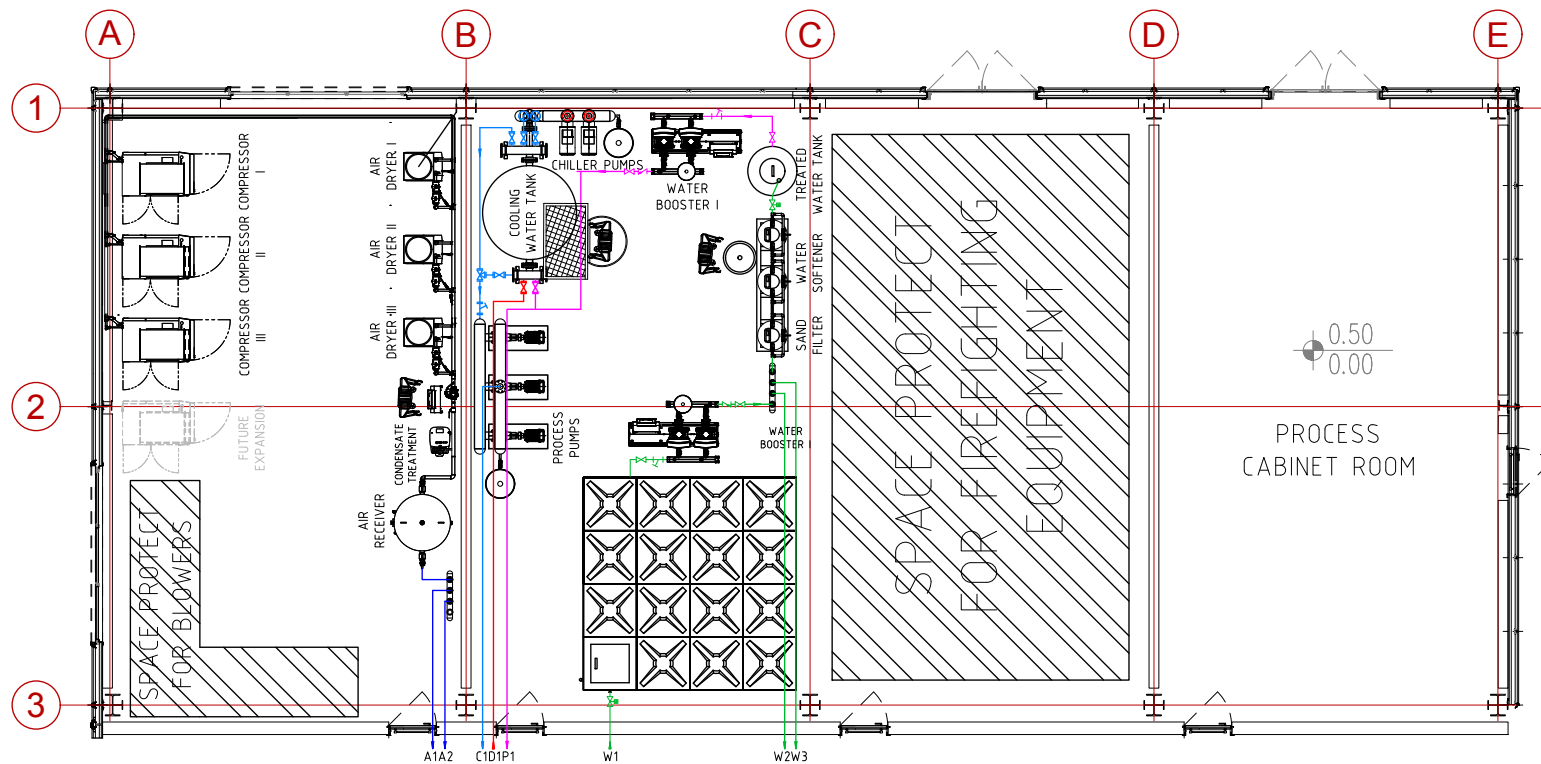 A
B
C
D
E
1
2
3
COMPRESSOR
I
COMPRESSOR
II
COMPRESSOR
III
FUTURE
EXPANSION
AIR
DRYER I
AIR
DRYER II
AIR
DRYER III
CONDENSATE
TREATMENT
AIR
RECEIVER
SPACE PROTECT
FOR BLOWERS
CHILLER PUMPS
COOLING
WATER TANK
WATER
BOOSTER I
TREATED
WATER TANK
WATER
SOFTENER
SAND
FILTER
PROCESS
PUMPS
WATER
BOOSTER I
SPACE PROTECT
FOR FIREFIGHTING
EQUIPMENT
0.50
0.00
PROCESS
CABINET ROOM
A1A2
C1D1P1
W1
W2W3